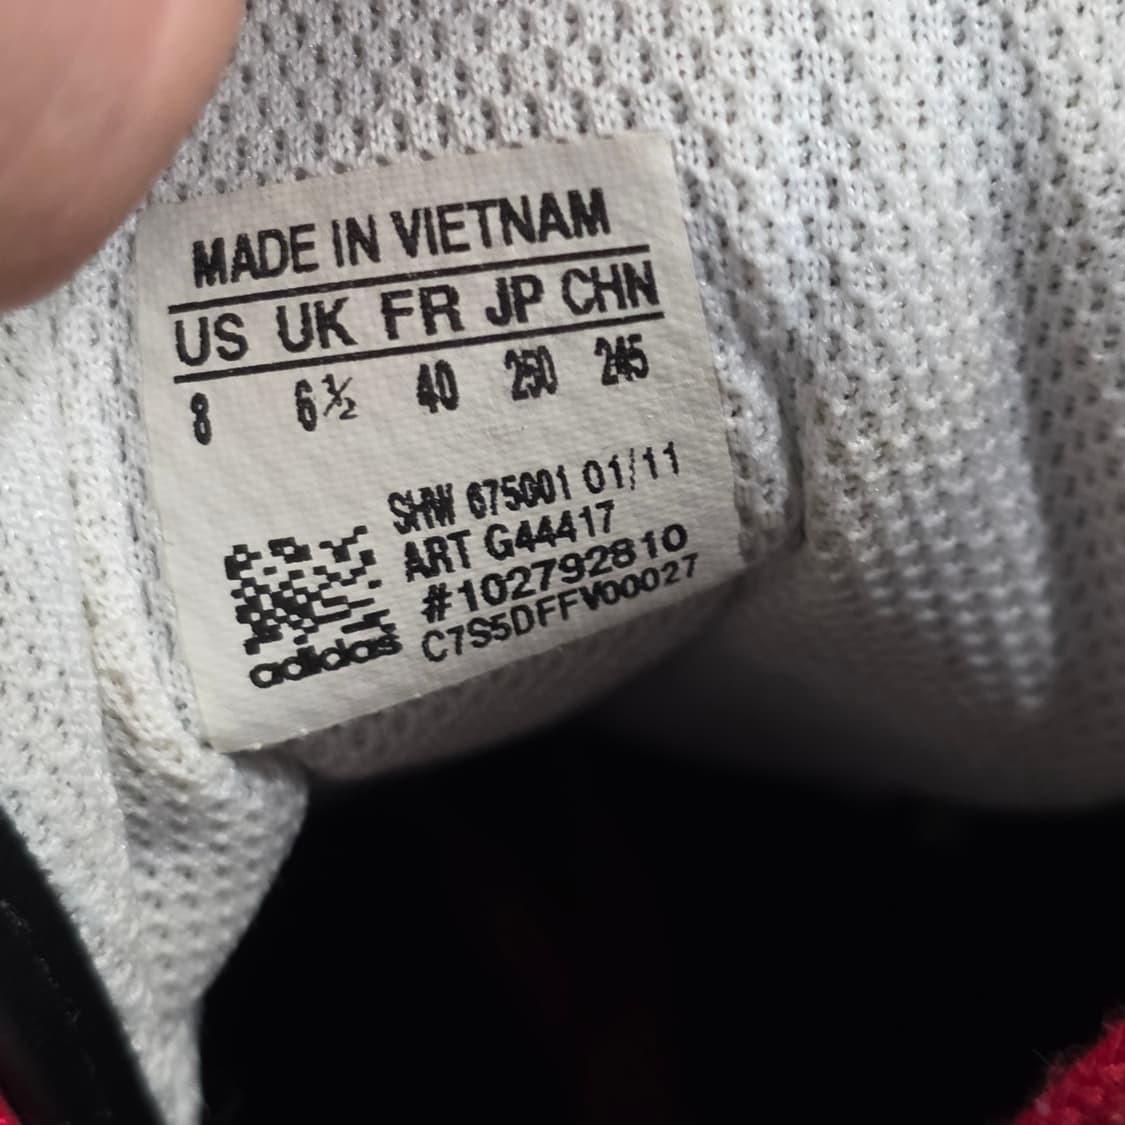 MADE IN VIETNAM
US UK FR JP CHN
8 6½ 40 250 245
SHW 675001 01/11
ART G44417
#102792810
C7S5DFFV00027
adidas